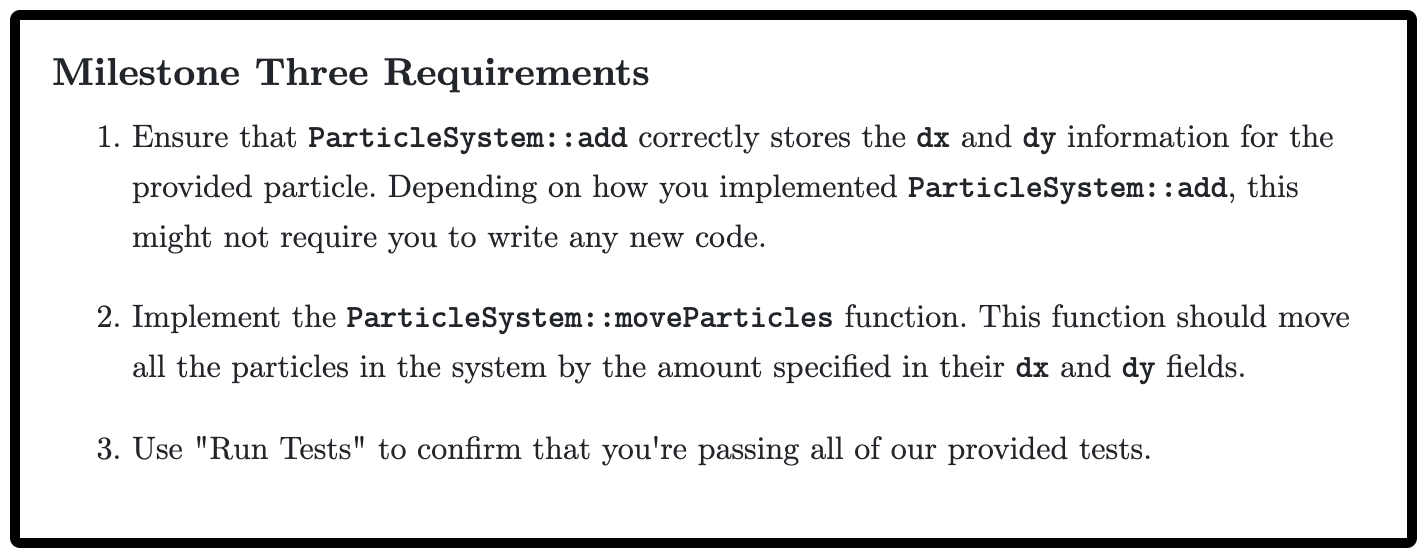 Milestone Three Requirements
1. Ensure that ParticleSystem::add correctly stores the dx and dy information for the
provided particle. Depending on how you implemented ParticleSystem::add, this
might not require you to write any new code.
2. Implement the ParticleSystem::moveParticles function. This function should move
all the particles in the system by the amount specified in their dx and dy fields.
3. Use "Run Tests" to confirm that you're passing all of our provided tests.